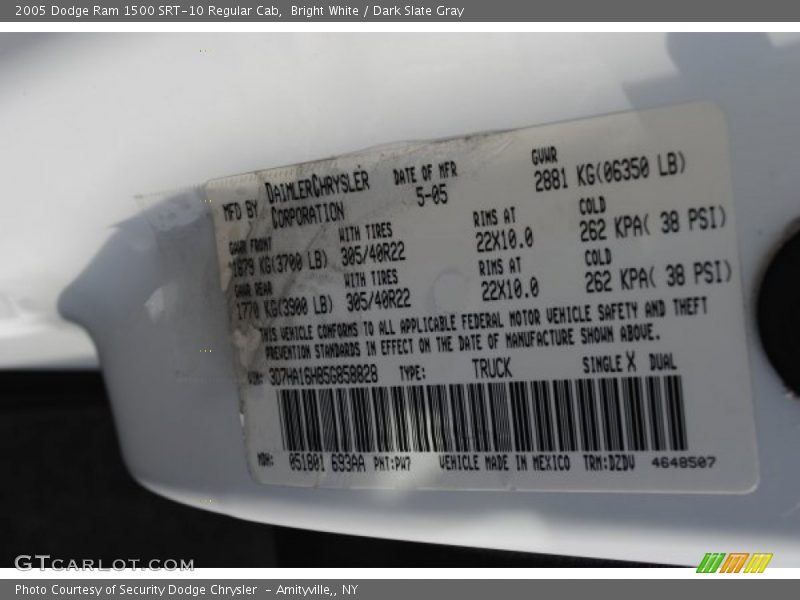 2005 Dodge Ram 1500 SRT-10 Regular Cab,  Bright White / Dark Slate Gray
MFD BY DAIMLERCHRYSLER CORPORATION
DATE OF MFR 5-05
GVWR 2881 KG(06350 LB)
GAWR FRONT 1679 KG(3700 LB)
WITH TIRES 305/40R22
RIMS AT 22X10.0
COLD 262 KPA( 38 PSI)
GAWR REAR 1770 KG(3900 LB)
WITH TIRES 305/40R22
RIMS AT 22X10.0
COLD 262 KPA( 38 PSI)
THIS VEHICLE CONFORMS TO ALL APPLICABLE FEDERAL MOTOR VEHICLE SAFETY AND THEFT
PREVENTION STANDARDS IN EFFECT ON THE DATE OF MANUFACTURE SHOWN ABOVE.
VIN: 3D7HA16H85G858828 TYPE: TRUCK SINGLE X DUAL
MDH: 051801 693AA PNT:PW7 VEHICLE MADE IN MEXICO TRM:DZDV 4648507
GTCARLOT.COM
Photo Courtesy of Security Dodge Chrysler  - Amityville,, NY